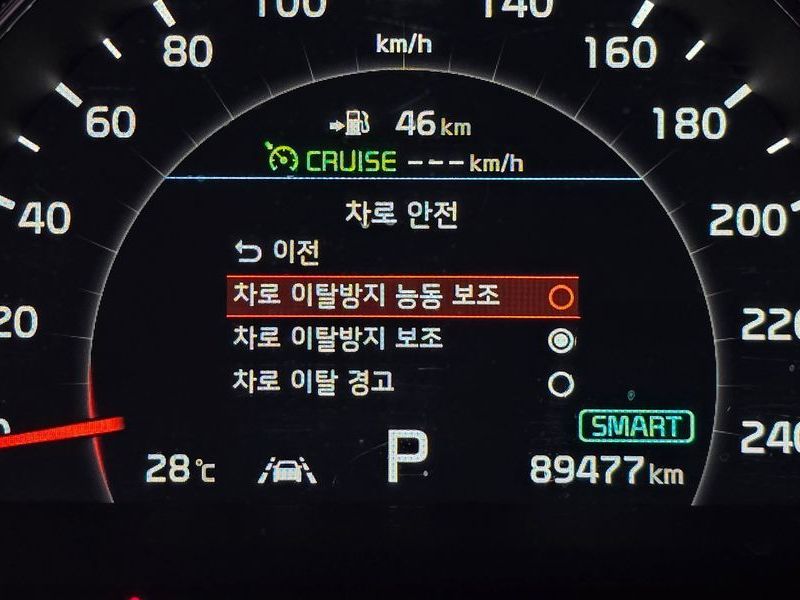 100
140
80
km/h
160
60
46 km
180
CRUISE ---km/h
차로 안전
40
200
이전
차로 이탈방지 능동 보조
20
220
차로 이탈방지 보조
차로 이탈 경고
SMART
0
240
28℃
P
89477 km